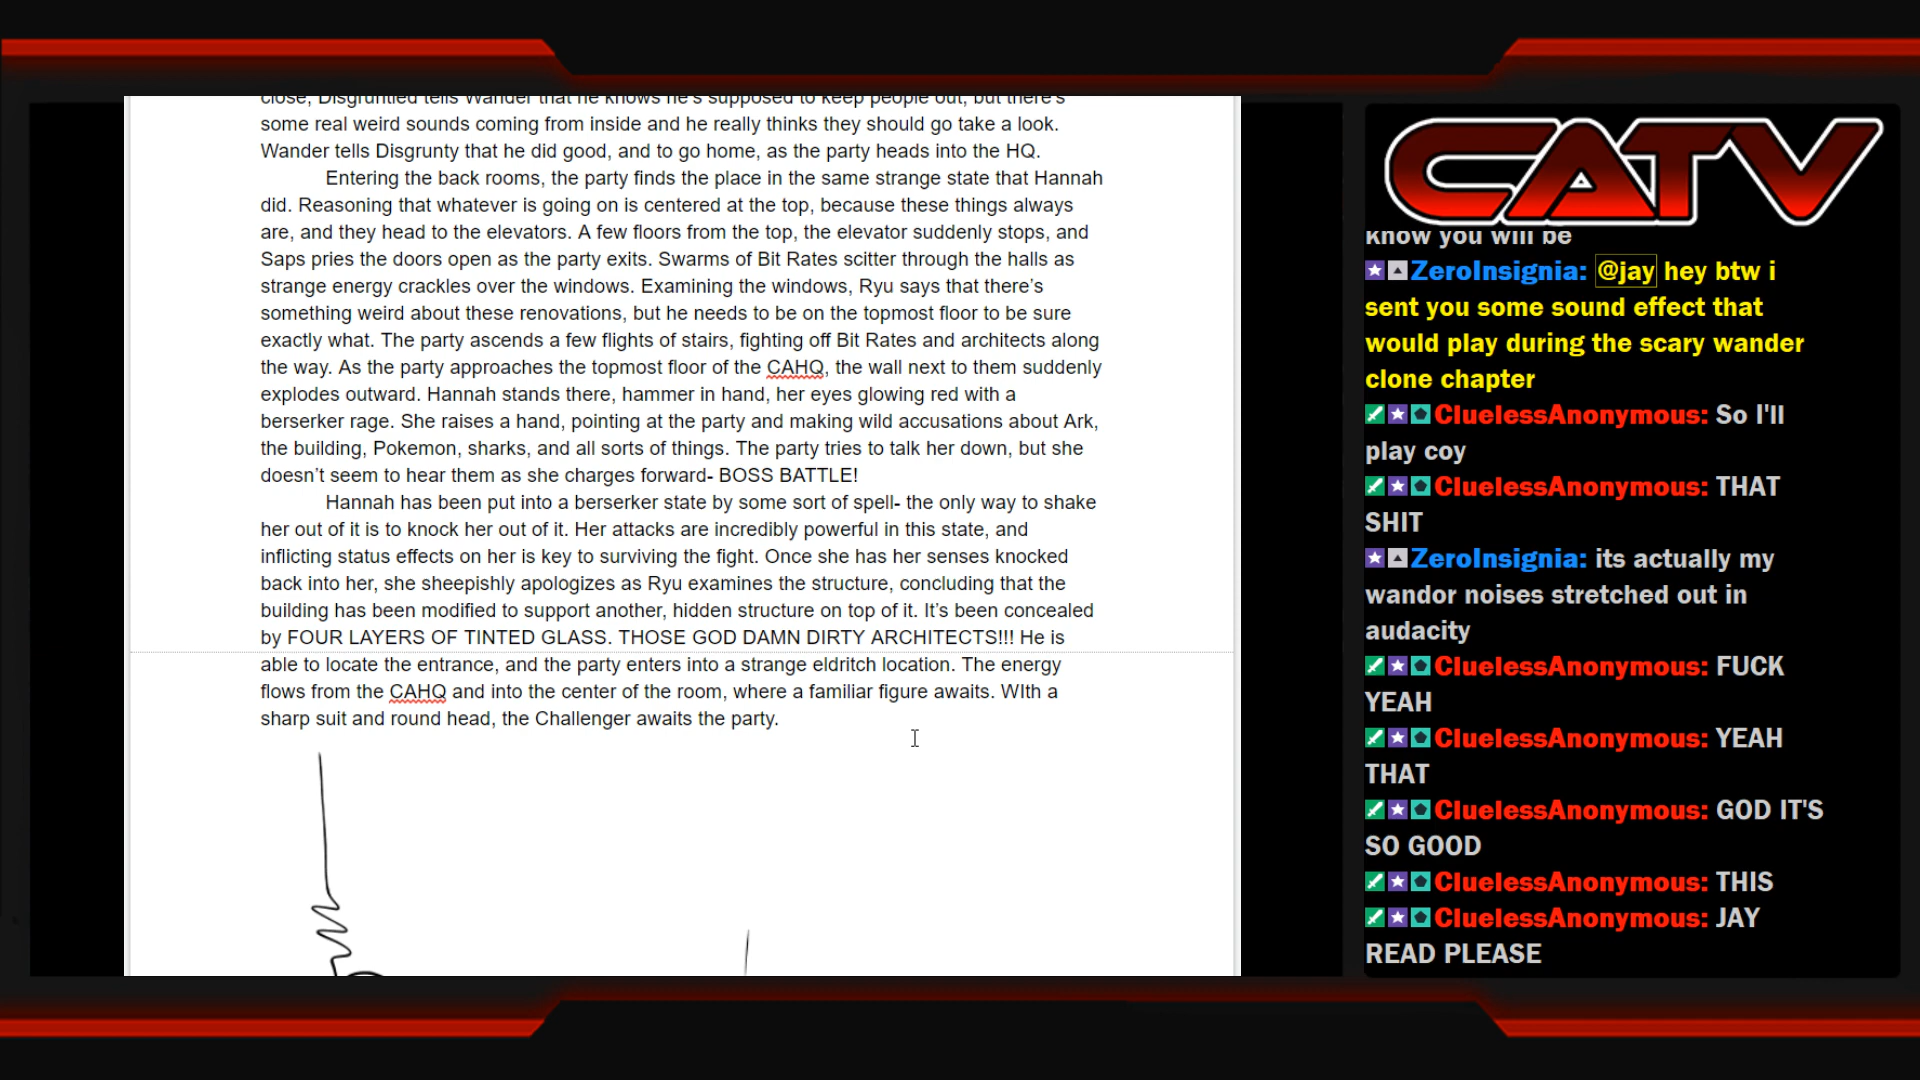 close, Disgruntled tells Wander that he knows he's supposed to keep people out, but there's
some real weird sounds coming from inside and he really thinks they should go take a look.
Wander tells Disgrunty that he did good, and to go home, as the party heads into the HQ.
Entering the back rooms, the party finds the place in the same strange state that Hannah
did. Reasoning that whatever is going on is centered at the top, because these things always
are, and they head to the elevators. A few floors from the top, the elevator suddenly stops, and
Saps pries the doors open as the party exits. Swarms of Bit Rates scitter through the halls as
strange energy crackles over the windows. Examining the windows, Ryu says that there's
something weird about these renovations, but he needs to be on the topmost floor to be sure
exactly what. The party ascends a few flights of stairs, fighting off Bit Rates and architects along
the way. As the party approaches the topmost floor of the CAHQ, the wall next to them suddenly
explodes outward. Hannah stands there, hammer in hand, her eyes glowing red with a
berserker rage. She raises a hand, pointing at the party and making wild accusations about Ark,
the building, Pokemon, sharks, and all sorts of things. The party tries to talk her down, but she
doesn't seem to hear them as she charges forward- BOSS BATTLE!
Hannah has been put into a berserker state by some sort of spell- the only way to shake
her out of it is to knock her out of it. Her attacks are incredibly powerful in this state, and
inflicting status effects on her is key to surviving the fight. Once she has her senses knocked
back into her, she sheepishly apologizes as Ryu examines the structure, concluding that the
building has been modified to support another, hidden structure on top of it. It's been concealed
by FOUR LAYERS OF TINTED GLASS. THOSE GOD DAMN DIRTY ARCHITECTS!!! He is
able to locate the entrance, and the party enters into a strange eldritch location. The energy
flows from the CAHQ and into the center of the room, where a familiar figure awaits. WIth a
sharp suit and round head, the Challenger awaits the party.
CATV
know you will be
ZeroInsignia: @jay hey btw i
sent you some sound effect that
would play during the scary wander
clone chapter
CluelessAnonymous: So I'll
play coy
CluelessAnonymous: THAT
SHIT
ZeroInsignia: its actually my
wandor noises stretched out in
audacity
CluelessAnonymous: FUCK
YEAH
CluelessAnonymous: YEAH
THAT
CluelessAnonymous: GOD IT'S
SO GOOD
CluelessAnonymous: THIS
CluelessAnonymous: JAY
READ PLEASE